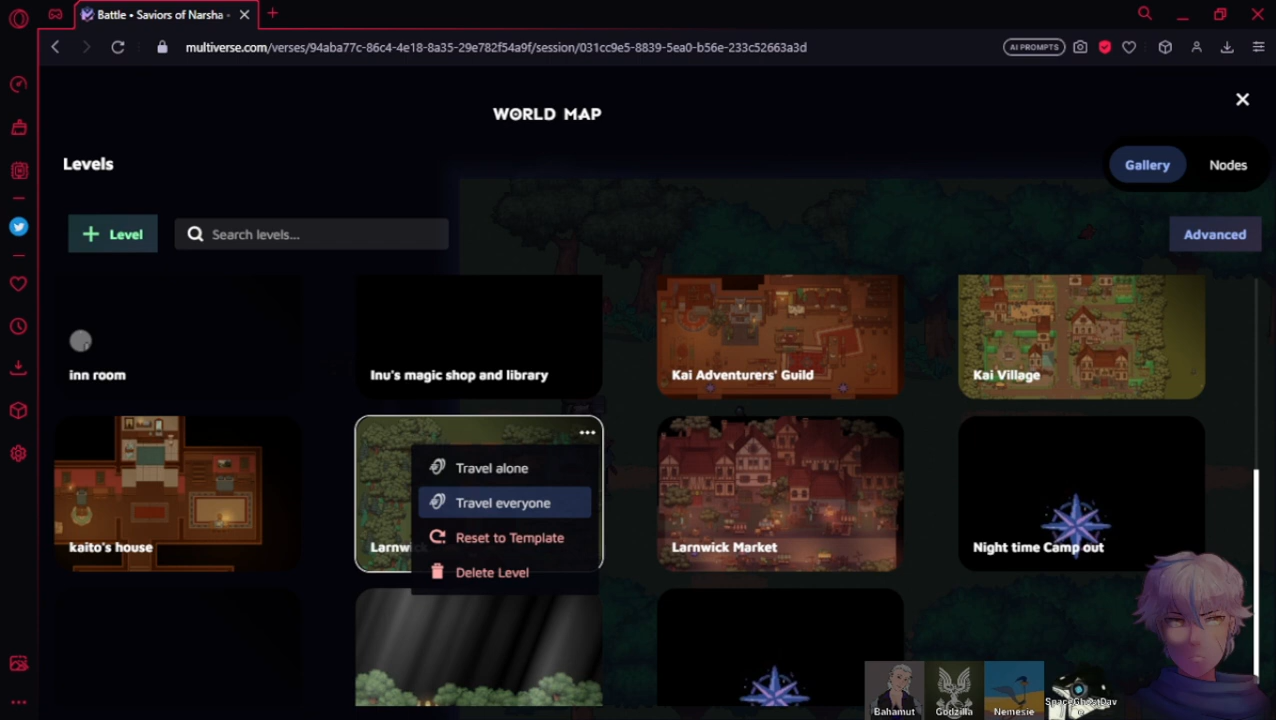 Battle • Saviors of Narsha -
multiverse.com/verses/94aba77c-86c4-4e18-8a35-29e782f54a9f/session/031cc9e5-8839-5ea0-b56e-233c52663a3d
AI PROMPTS
WORLD MAP
Levels
Gallery
Nodes
Level
Search levels...
Advanced
inn room
Inu's magic shop and library
Kai Adventurers' Guild
Kai Village
Travel alone
Travel everyone
Reset to Template
Delete Level
kaito's house
Larnwick Market
Night time Camp out
Bahamut
Godzilla
Nemesie